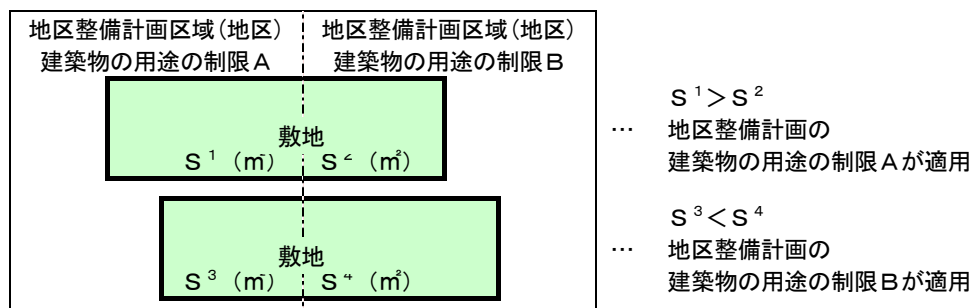 地区整備計画区域(地区) 地区整備計画区域(地区)
建築物の用途の制限A 建築物の用途の制限B
敷地
S¹ (㎡) S² (㎡)
敷地
S³ (㎡) S⁴ (㎡)
S¹>S²
… 地区整備計画の
建築物の用途の制限Aが適用
S³<S⁴
… 地区整備計画の
建築物の用途の制限Bが適用